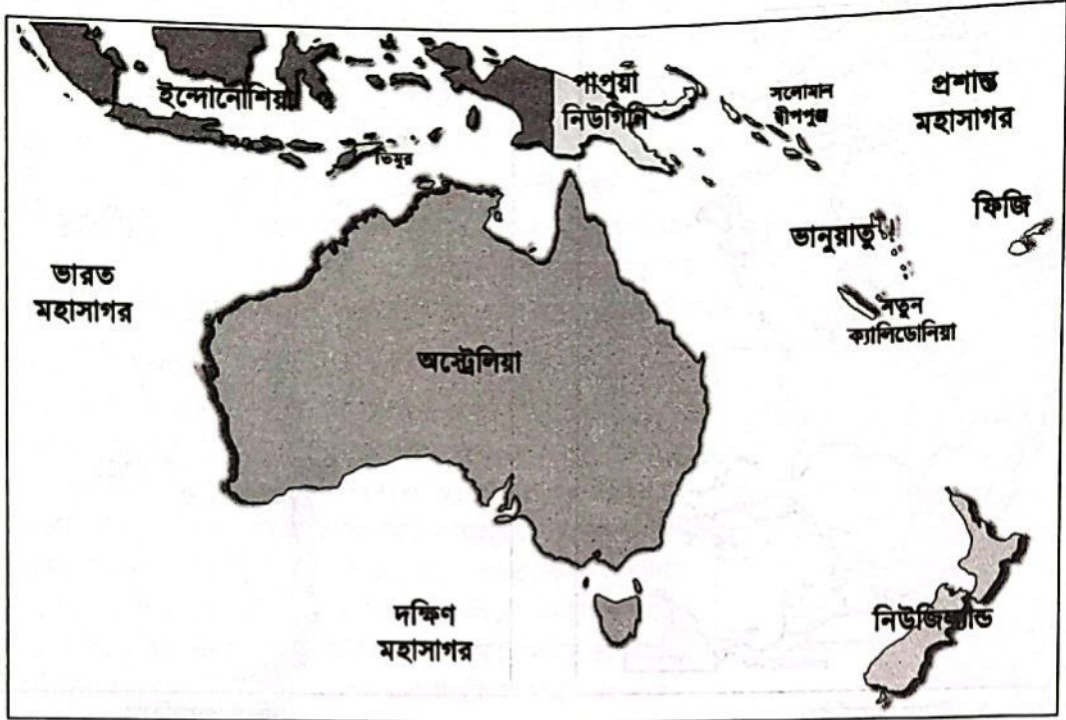 ইন্দোনেশিয়া
পাপুয়া
নিউগিনি
সলোমান
দ্বীপপুঞ্জ
প্রশান্ত
মহাসাগর
তিমুর
ফিজি
ভানুয়াতু
ভারত
মহাসাগর
নতুন
ক্যালিডোনিয়া
অস্ট্রেলিয়া
দক্ষিণ
মহাসাগর
নিউজিল্যান্ড